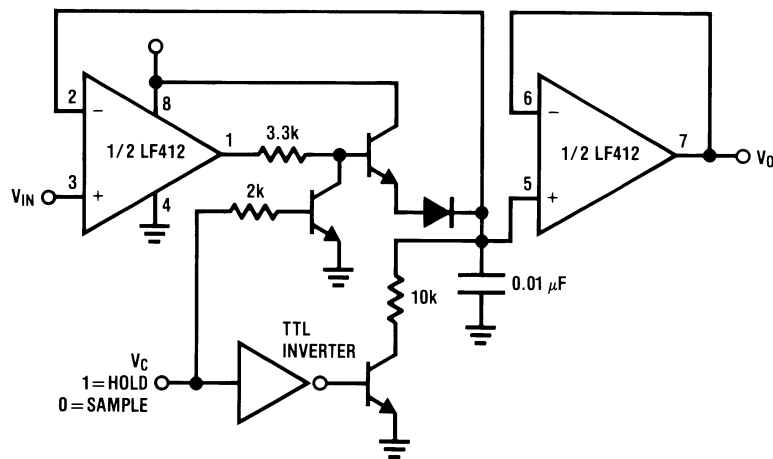 2
−
8
1/2 LF412
1
3.3k
VIN
3
+
4
2k
6
−
1/2 LF412
7
VO
5
+
10k
0.01 μF
TTL
INVERTER
VC
1=HOLD
0=SAMPLE